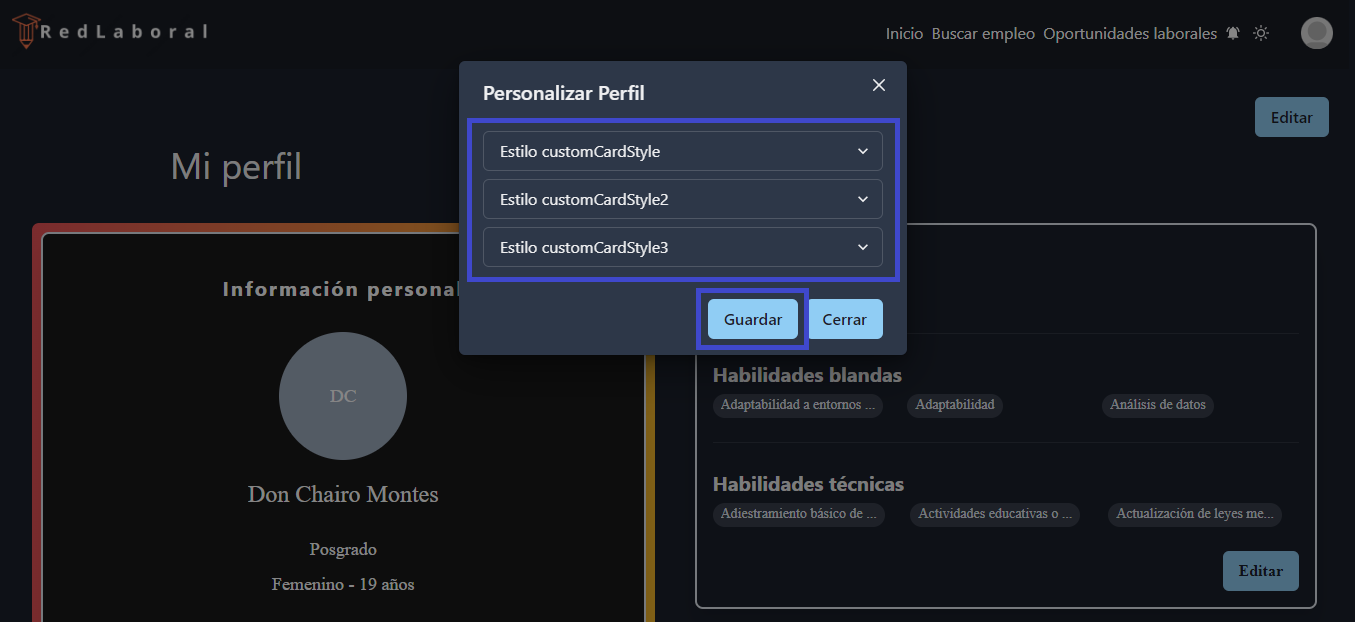 RedLaboral
Inicio Buscar empleo Oportunidades laborales
Personalizar Perfil
Editar
Mi perfil
Estilo customCardStyle
Estilo customCardStyle2
Estilo customCardStyle3
Guardar Cerrar
Información personal
DC
Don Chairo Montes
Posgrado
Femenino - 19 años
Habilidades blandas
Adaptabilidad a entornos ... Adaptabilidad Análisis de datos
Habilidades técnicas
Adiestramiento básico de ... Actividades educativas o ... Actualización de leyes me...
Editar